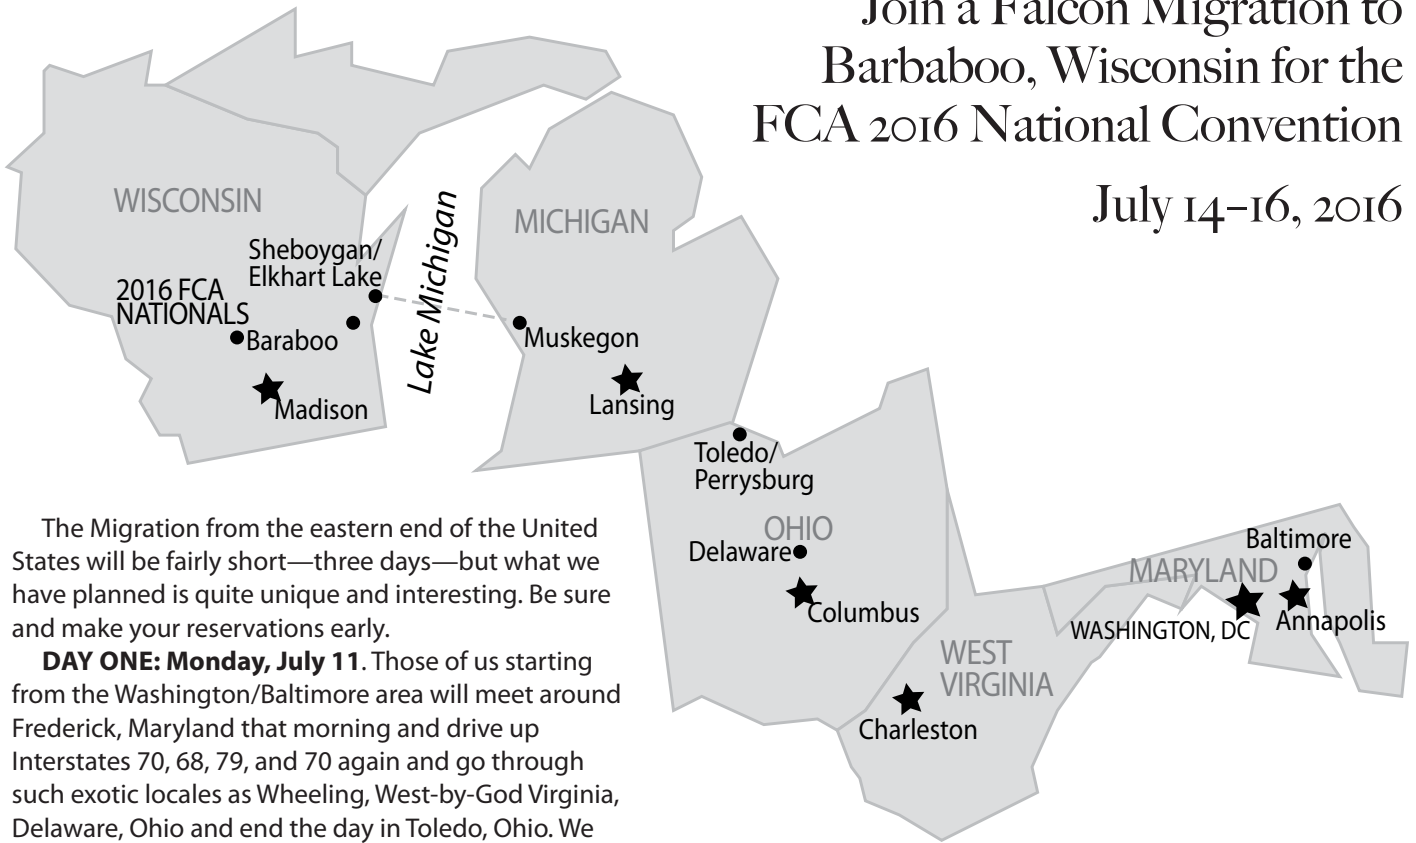 Join a Falcon Migration to
Barbaboo, Wisconsin for the
FCA 2016 National Convention
July 14–16, 2016
WISCONSIN
MICHIGAN
Lake Michigan
Sheboygan/
Elkhart Lake
2016 FCA
NATIONALS
Baraboo
Muskegon
Madison
Lansing
Toledo/
Perrysburg
OHIO
Delaware
Columbus
WEST
VIRGINIA
Charleston
MARYLAND
Baltimore
WASHINGTON, DC
Annapolis
The Migration from the eastern end of the United
States will be fairly short—three days—but what we
have planned is quite unique and interesting. Be sure
and make your reservations early.
DAY ONE: Monday, July 11. Those of us starting
from the Washington/Baltimore area will meet around
Frederick, Maryland that morning and drive up
Interstates 70, 68, 79, and 70 again and go through
such exotic locales as Wheeling, West-by-God Virginia,
Delaware, Ohio and end the day in Toledo, Ohio. We